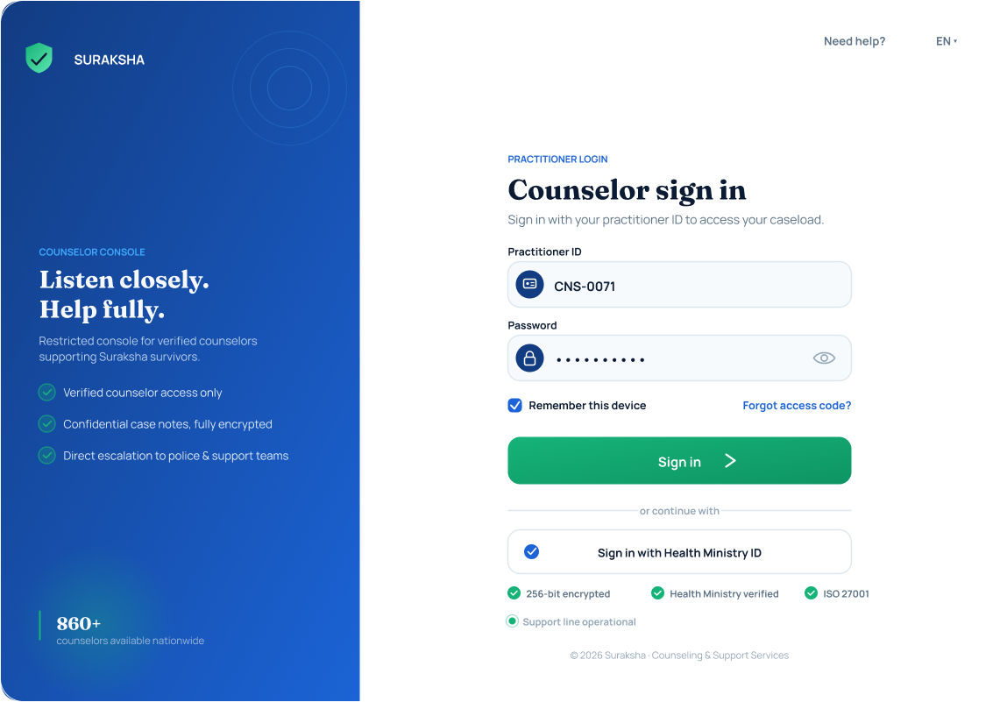 SURAKSHA
COUNSELOR CONSOLE
Listen closely.
Help fully.
Restricted console for verified counselors
supporting Suraksha survivors.
Verified counselor access only
Confidential case notes, fully encrypted
Direct escalation to police & support teams
860+
counselors available nationwide
Need help?
EN ▾
PRACTITIONER LOGIN
Counselor sign in
Sign in with your practitioner ID to access your caseload.
Practitioner ID
CNS-0071
Password
••••••••••
Remember this device
Forgot access code?
Sign in
or continue with
Sign in with Health Ministry ID
256-bit encrypted
Health Ministry verified
ISO 27001
Support line operational
© 2026 Suraksha · Counseling & Support Services